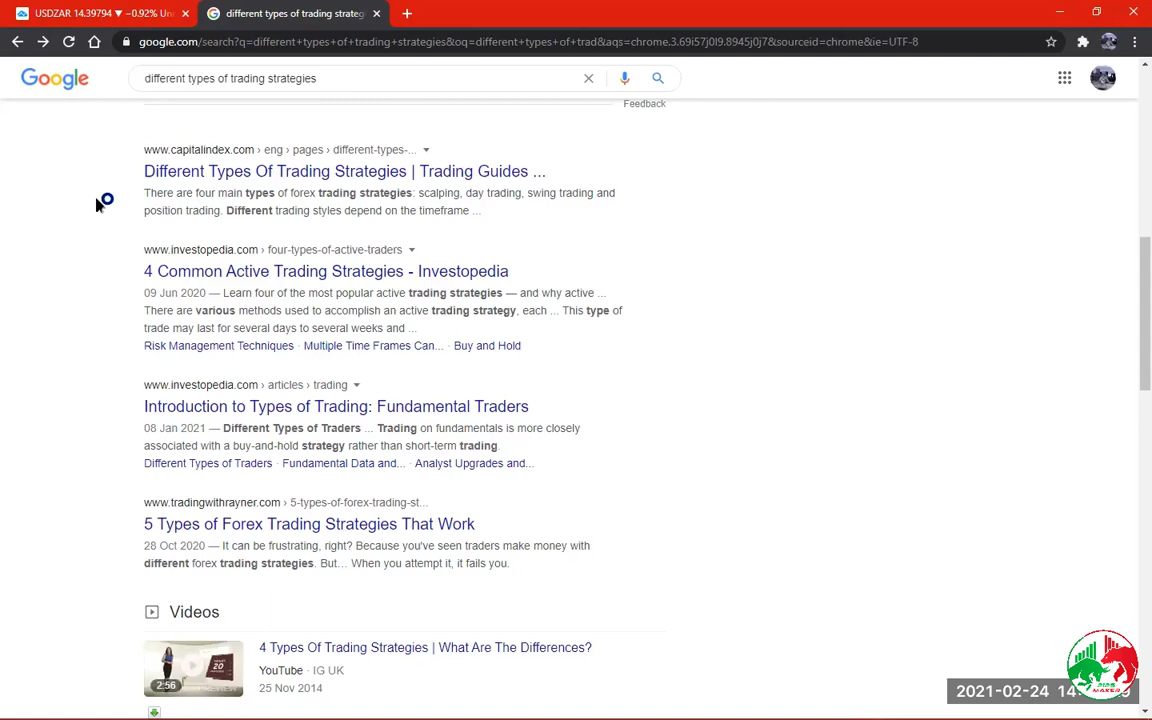 USDZAR 14.39794 ▼ −0.92% Un
different types of trading strateg
google.com/search?q=different+types+of+trading+strategies&oq=different+types+of+trad&aqs=chrome.3.69i57j0l9.8945j0j7&sourceid=chrome&ie=UTF-8
Google
different types of trading strategies
Feedback
www.capitalindex.com › eng › pages › different-types-...
Different Types Of Trading Strategies | Trading Guides ...
There are four main types of forex trading strategies: scalping, day trading, swing trading and
position trading. Different trading styles depend on the timeframe ...
www.investopedia.com › four-types-of-active-traders
4 Common Active Trading Strategies - Investopedia
09 Jun 2020 — Learn four of the most popular active trading strategies — and why active ...
There are various methods used to accomplish an active trading strategy, each ... This type of
trade may last for several days to several weeks and ...
Risk Management Techniques · Multiple Time Frames Can... · Buy and Hold
www.investopedia.com › articles › trading
Introduction to Types of Trading: Fundamental Traders
08 Jan 2021 — Different Types of Traders ... Trading on fundamentals is more closely
associated with a buy-and-hold strategy rather than short-term trading.
Different Types of Traders · Fundamental Data and... · Analyst Upgrades and...
www.tradingwithrayner.com › 5-types-of-forex-trading-st...
5 Types of Forex Trading Strategies That Work
28 Oct 2020 — It can be frustrating, right? Because you've seen traders make money with
different forex trading strategies. But… When you attempt it, it fails you.
Videos
4 Types Of Trading Strategies | What Are The Differences?
YouTube · IG UK
2:56
25 Nov 2014
2021-02-24